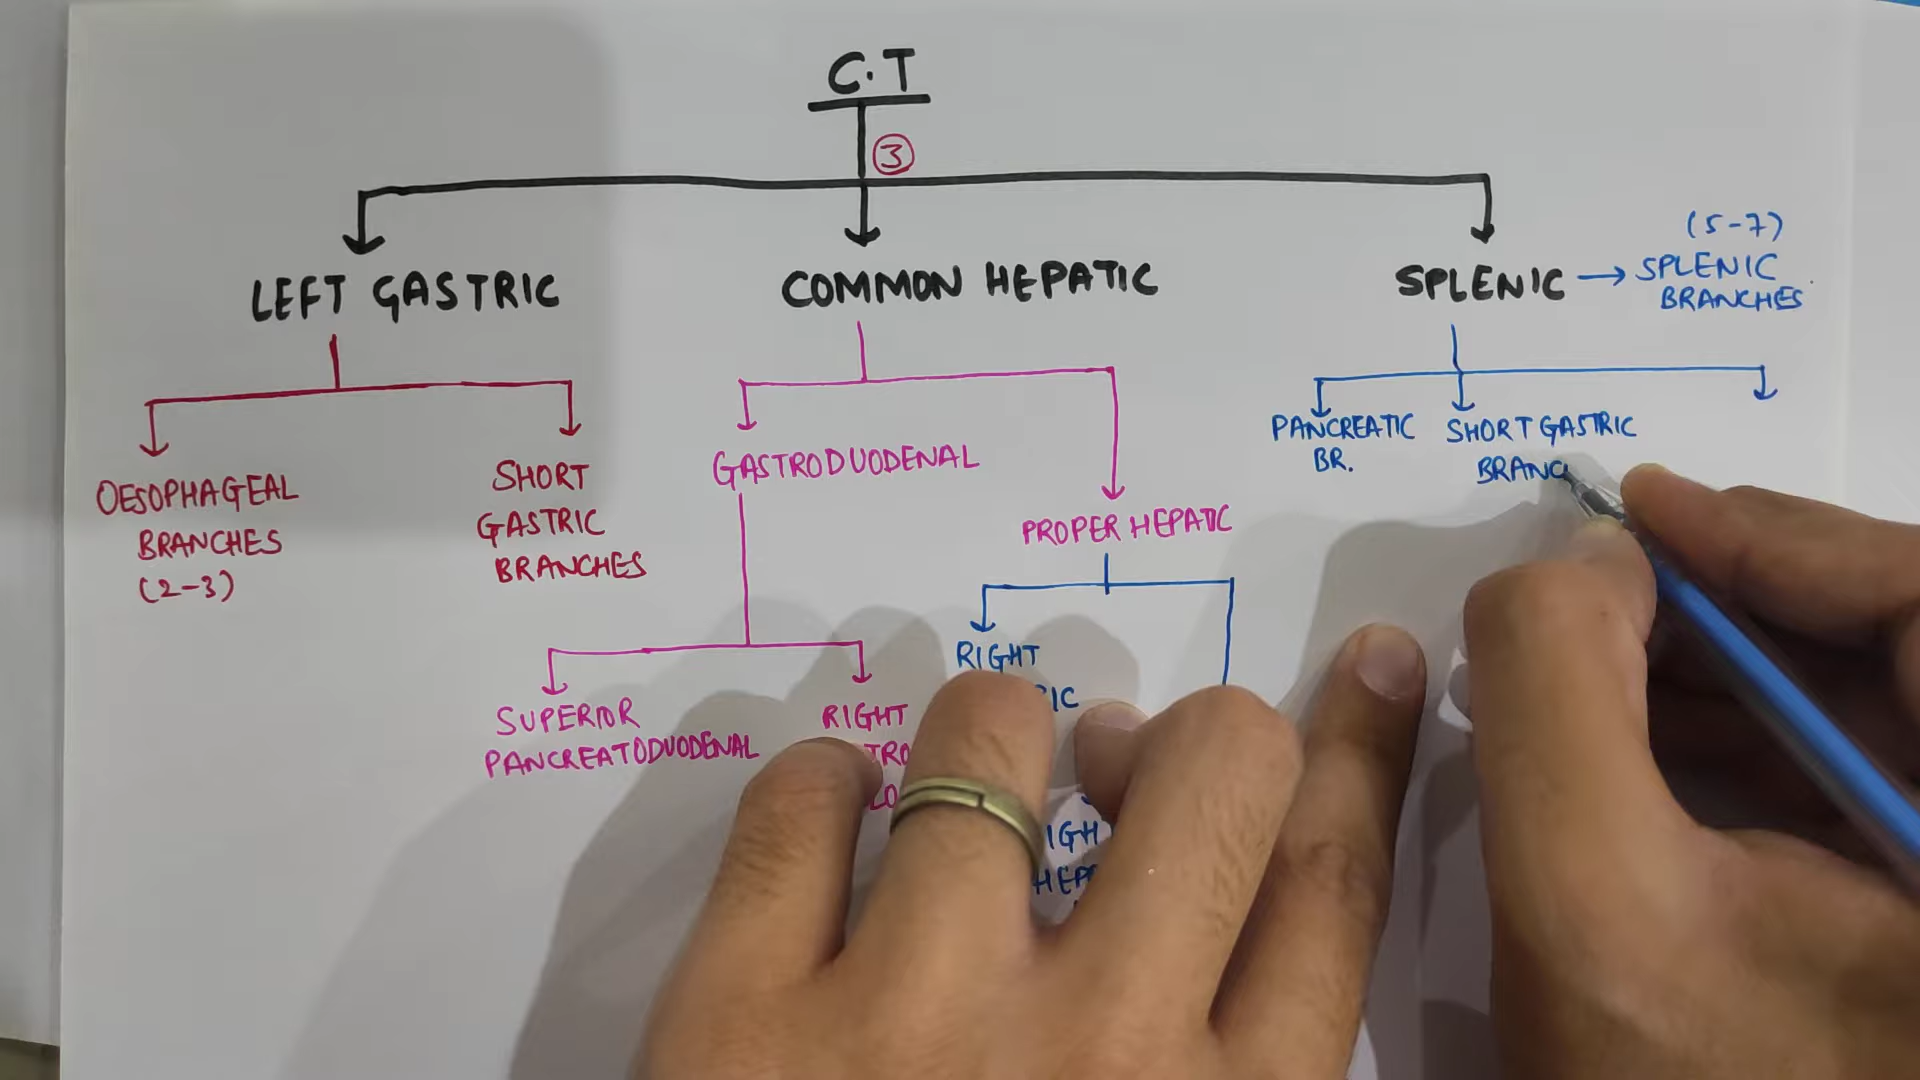 C.T
3
LEFT GASTRIC
COMMON HEPATIC
SPLENIC
(5-7)
SPLENIC
BRANCHES
OESOPHAGEAL
BRANCHES
(2-3)
SHORT
GASTRIC
BRANCHES
GASTRODUODENAL
PROPER HEPATIC
PANCREATIC
BR.
SHORT GASTRIC
BRANC
SUPERIOR
PANCREATODUODENAL
RIGHT
RIGHT